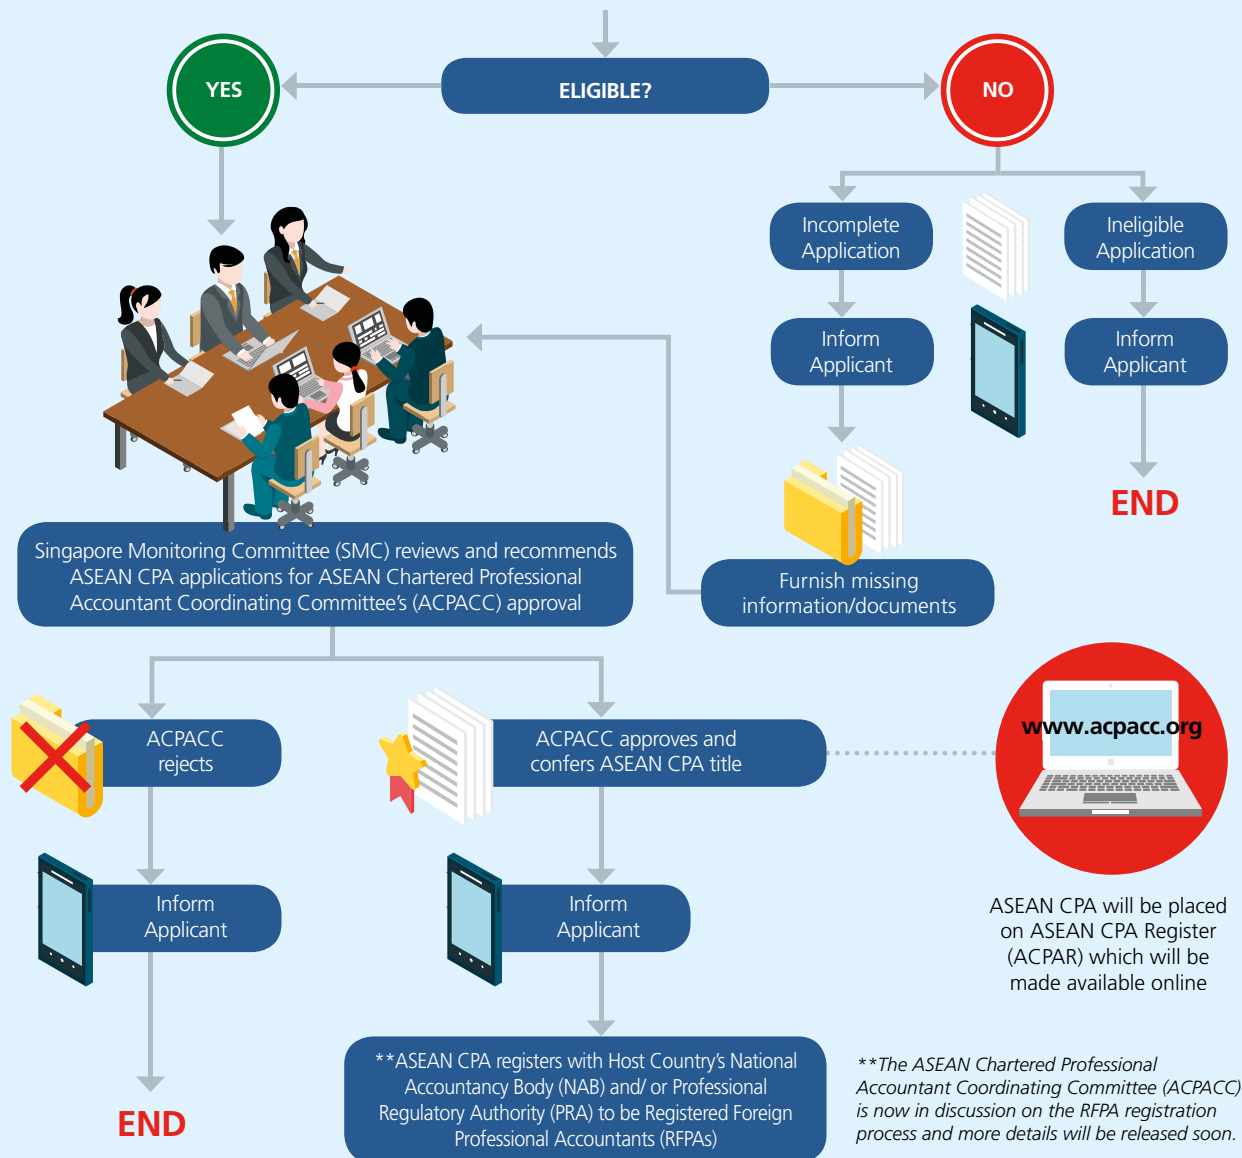 ELIGIBLE?
YES
NO
Incomplete
Application
Ineligible
Application
Inform
Applicant
Inform
Applicant
END
Furnish missing
information/documents
Singapore Monitoring Committee (SMC) reviews and recommends
ASEAN CPA applications for ASEAN Chartered Professional
Accountant Coordinating Committee's (ACPACC) approval
ACPACC
rejects
ACPACC approves and
confers ASEAN CPA title
www.acpacc.org
Inform
Applicant
Inform
Applicant
ASEAN CPA will be placed
on ASEAN CPA Register
(ACPAR) which will be
made available online
END
**ASEAN CPA registers with Host Country's National
Accountancy Body (NAB) and/ or Professional
Regulatory Authority (PRA) to be Registered Foreign
Professional Accountants (RFPAs)
**The ASEAN Chartered Professional
Accountant Coordinating Committee (ACPACC)
is now in discussion on the RFPA registration
process and more details will be released soon.